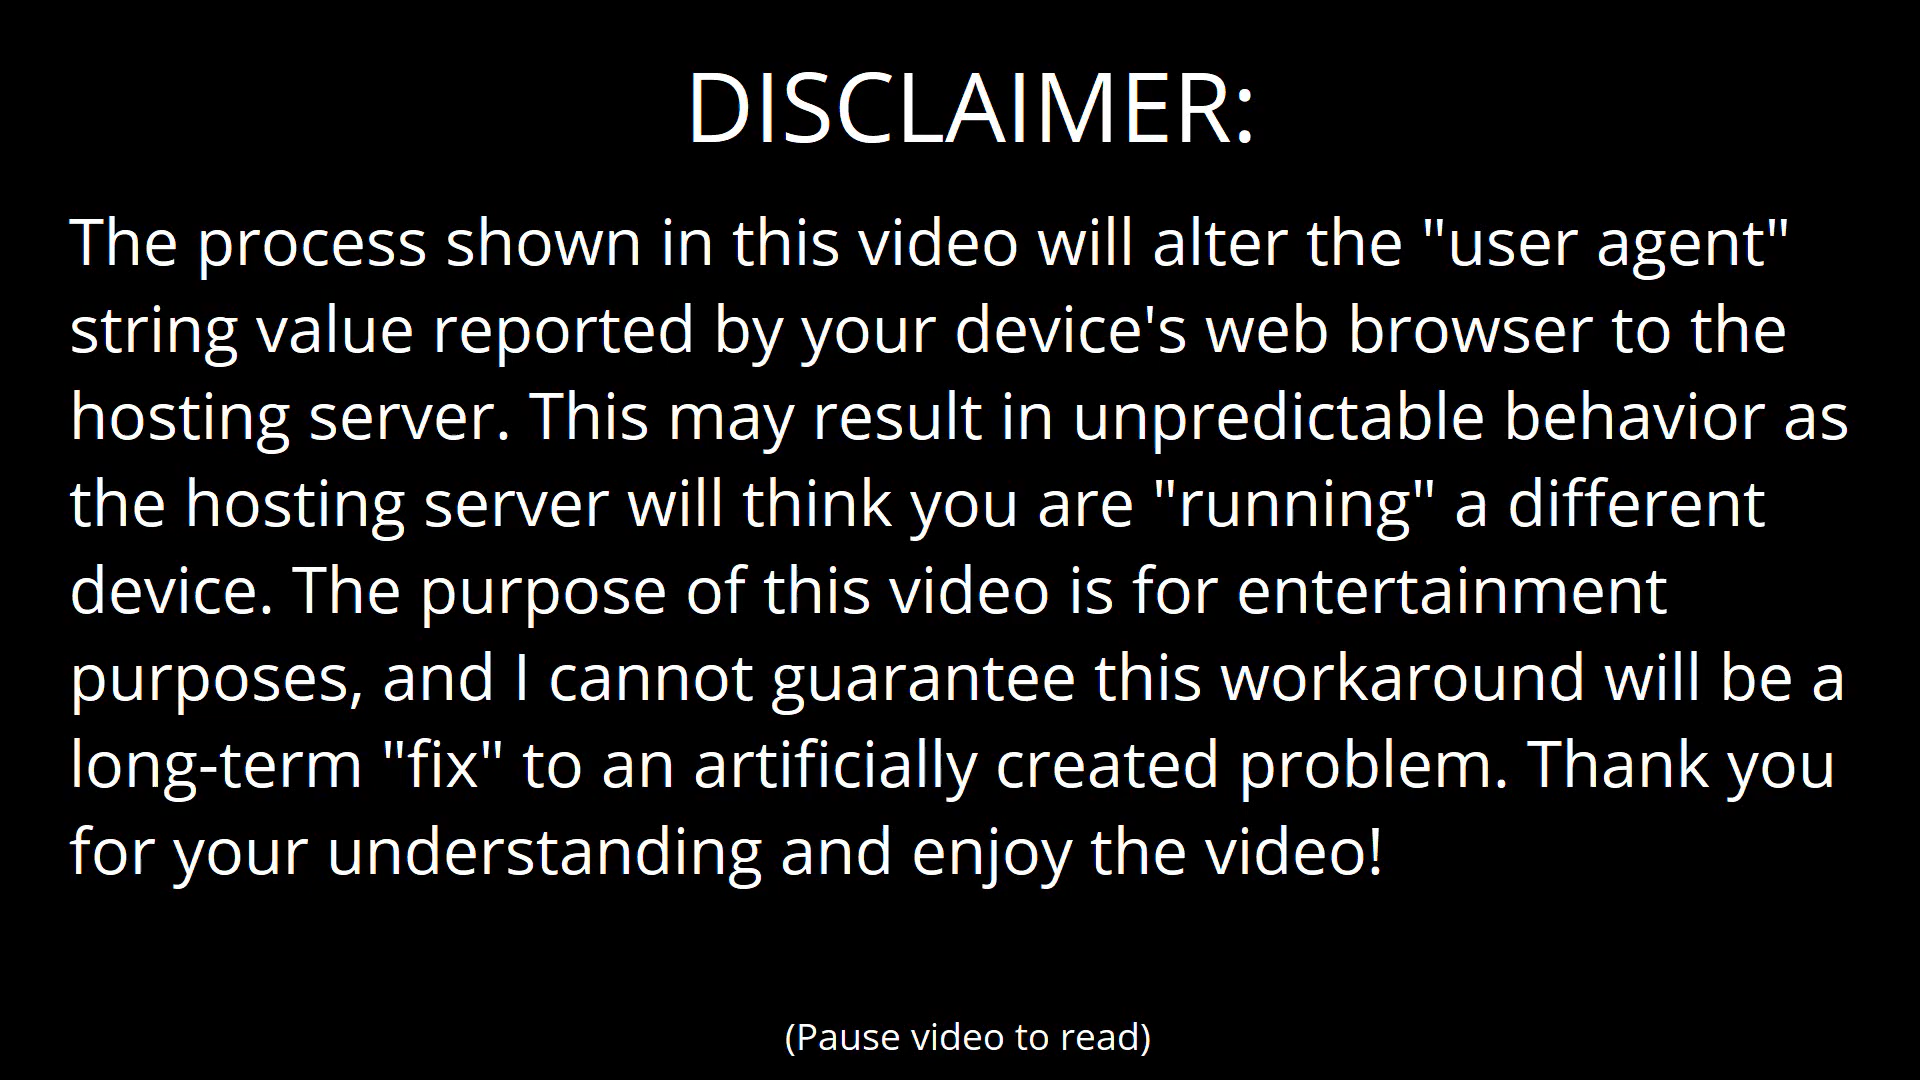 DISCLAIMER:
The process shown in this video will alter the "user agent"
string value reported by your device's web browser to the
hosting server. This may result in unpredictable behavior as
the hosting server will think you are "running" a different
device. The purpose of this video is for entertainment
purposes, and I cannot guarantee this workaround will be a
long-term "fix" to an artificially created problem. Thank you
for your understanding and enjoy the video!
(Pause video to read)